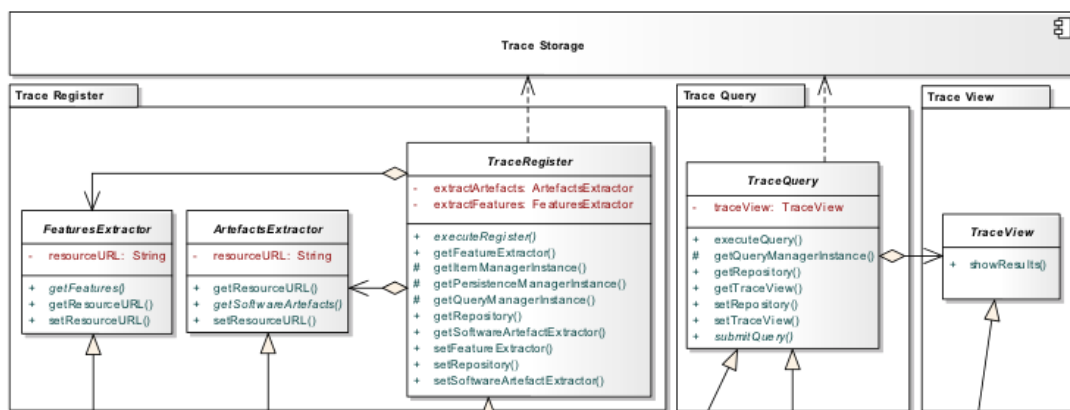 Trace Storage
Trace Register
TraceRegister
- extractArtefacts: ArtefactsExtractor
- extractFeatures: FeaturesExtractor
+ executeRegister()
+ getFeatureExtractor()
# getItemManagerInstance()
# getPersistenceManagerInstance()
# getQueryManagerInstance()
+ getRepository()
+ getSoftwareArtefactExtractor()
+ setFeatureExtractor()
+ setRepository()
+ setSoftwareArtefactExtractor()
FeaturesExtractor
- resourceURL: String
+ getFeatures()
+ getResourceURL()
+ setResourceURL()
ArtefactsExtractor
- resourceURL: String
+ getResourceURL()
+ getSoftwareArtefacts()
+ setResourceURL()
Trace Query
TraceQuery
- traceView: TraceView
+ executeQuery()
# getQueryManagerInstance()
+ getRepository()
+ getTraceView()
+ setRepository()
+ setTraceView()
+ submitQuery()
Trace View
TraceView
+ showResults()